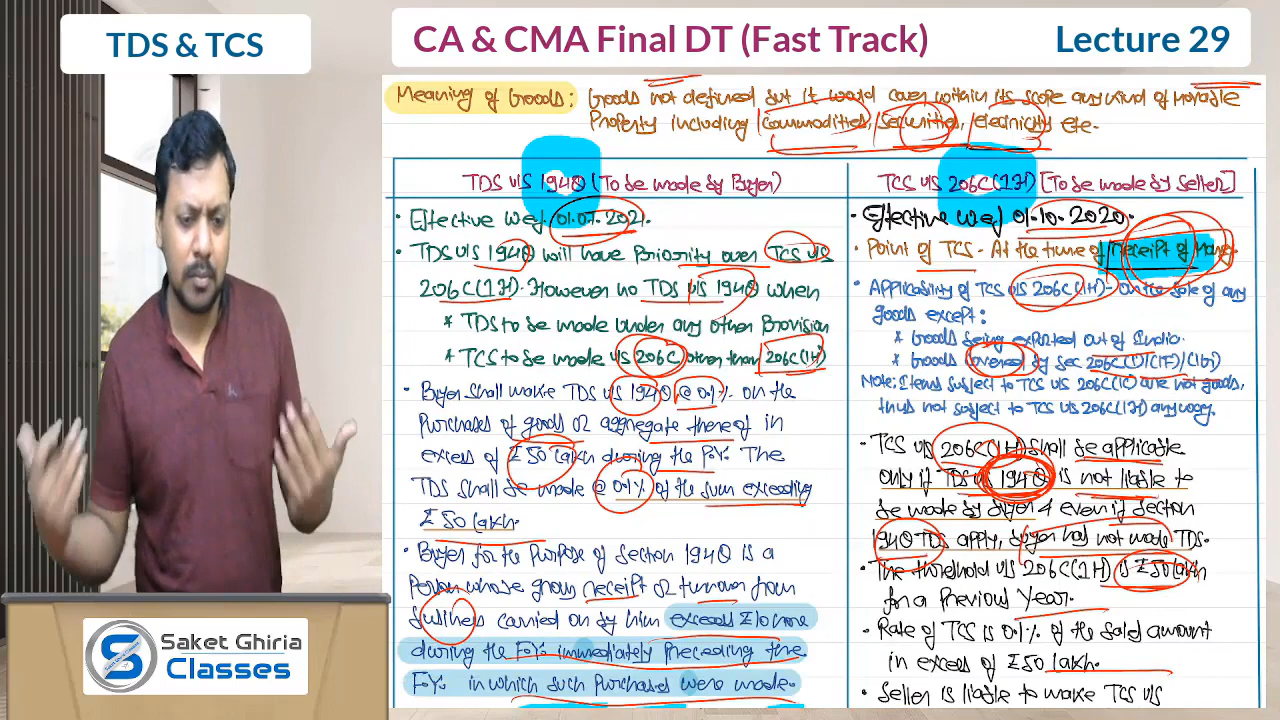 TDS & TCS
CA & CMA Final DT (Fast Track)
Lecture 29
Meaning of Goods: Goods not defined but it would cover within its scope any kind of Movable
Property including Commodities, Securities, electricity etc.
TDS u/s 194Q (To be made by Buyer)
• Effective w.e.f. 01.07.2021.
• TDS u/s 194Q will have Priority over TCS u/s
206C(1H). However no TDS u/s 194Q when
* TDS to be made Under any other Provision
* TCS to be made u/s 206C other than 206C(1H)
• Buyer shall make TDS u/s 194Q @ 0.1% on the
Purchases of goods or aggregate there of in
excess of ₹50 lakh during the P.Y. The
TDS shall be made @ 0.1% of the sum exceeding
₹50 lakh.
• Buyer for the Purpose of Section 194Q is a
Person whose gross receipt or turnover from
business carried on by him exceeds ₹10 crore
during the F.Y. immediately Preceding the
F.Y. in which such Purchases were made.
TCS u/s 206C(1H) [To be made by Seller]
• Effective w.e.f 01.10.2020.
• Point of TCS - At the time of receipt of
• Applicability of TCS u/s 206C(1H)- On the Sale of any
goods except:
* Goods being exported out of India.
* Goods covered by Sec 206C(1)/(1F)/(1G)
Note: Items subject to TCS u/s 206C(1C) are not goods,
thus not subject to TCS u/s 206C(1H) anyway.
• TCS u/s 206C(1H) shall be applicable
only if TDS u/s 194Q is not liable to
be made by buyer & even if Section
194Q TDS apply, buyer has not made TDS.
• The threshold u/s 206C(1H) is ₹50 lakh
for a Previous Year.
• Rate of TCS is 0.1% of the Sales amount
in excess of ₹50 lakh.
• Seller is liable to make TCS u/s
Saket Ghiria
Classes